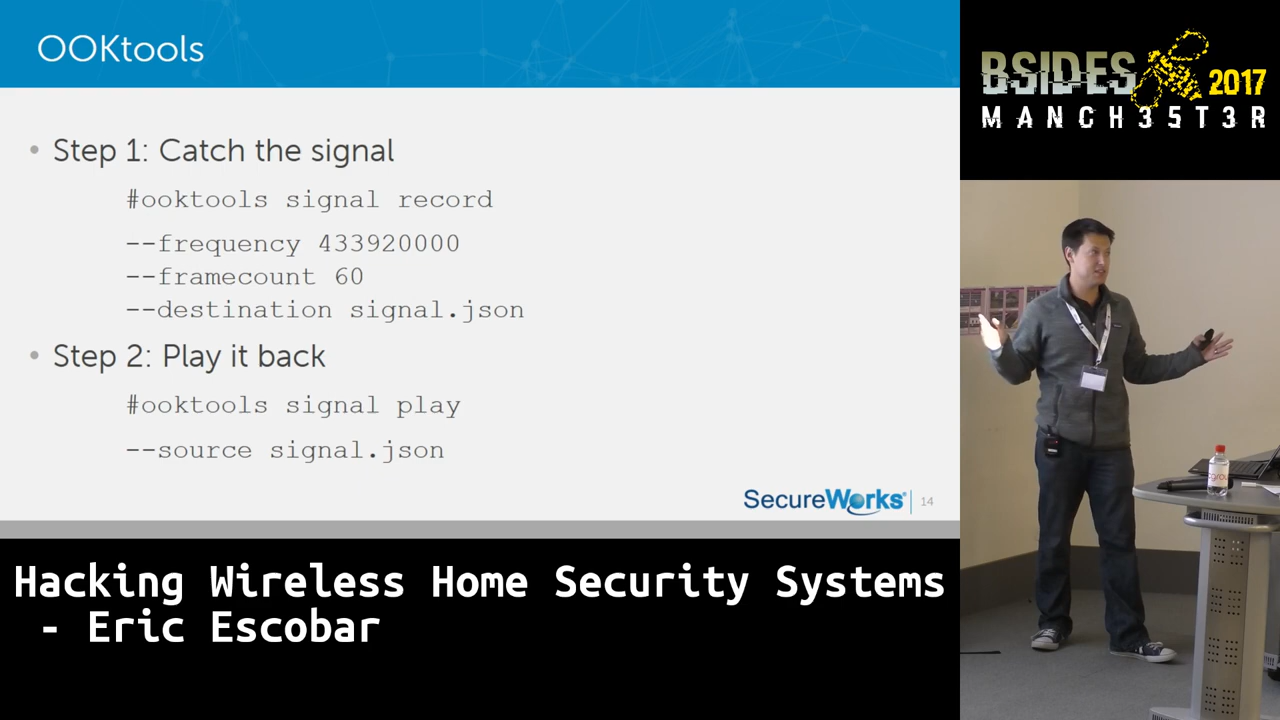 OOKtools
• Step 1: Catch the signal
#ooktools signal record
--frequency 433920000
--framecount 60
--destination signal.json
• Step 2: Play it back
#ooktools signal play
--source signal.json
SecureWorks® 14
BSIDES 2017
MANCH35T3R
Hacking Wireless Home Security Systems
- Eric Escobar